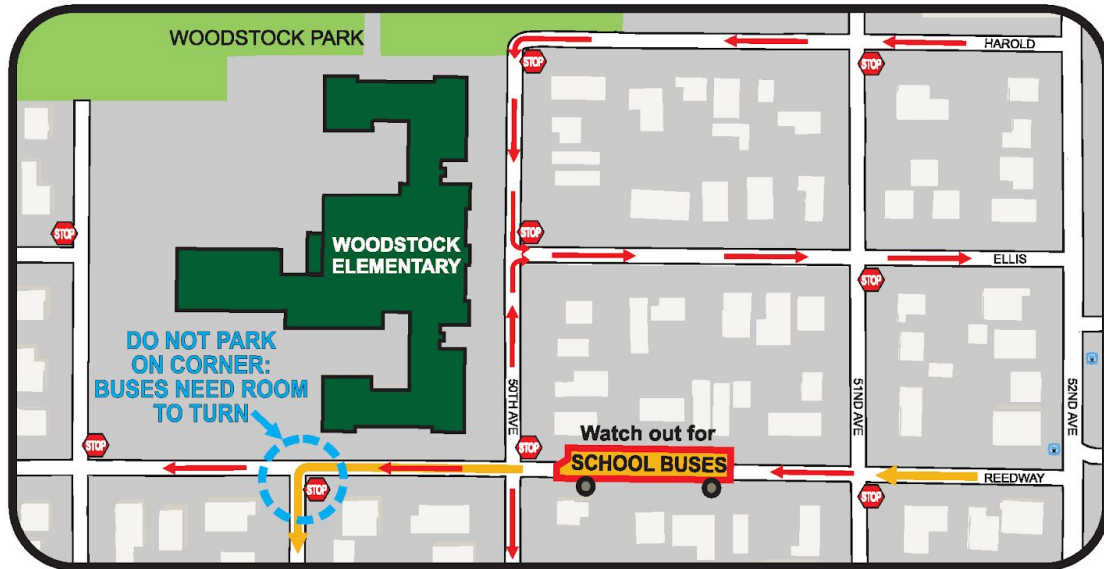 WOODSTOCK PARK
HAROLD
STOP
STOP
STOP
STOP
WOODSTOCK
ELEMENTARY
ELLIS
STOP
DO NOT PARK
ON CORNER:
BUSES NEED ROOM
TO TURN
50TH AVE
51ND AVE
52ND AVE
STOP
STOP
Watch out for
SCHOOL BUSES
REEDWAY
STOP
STOP